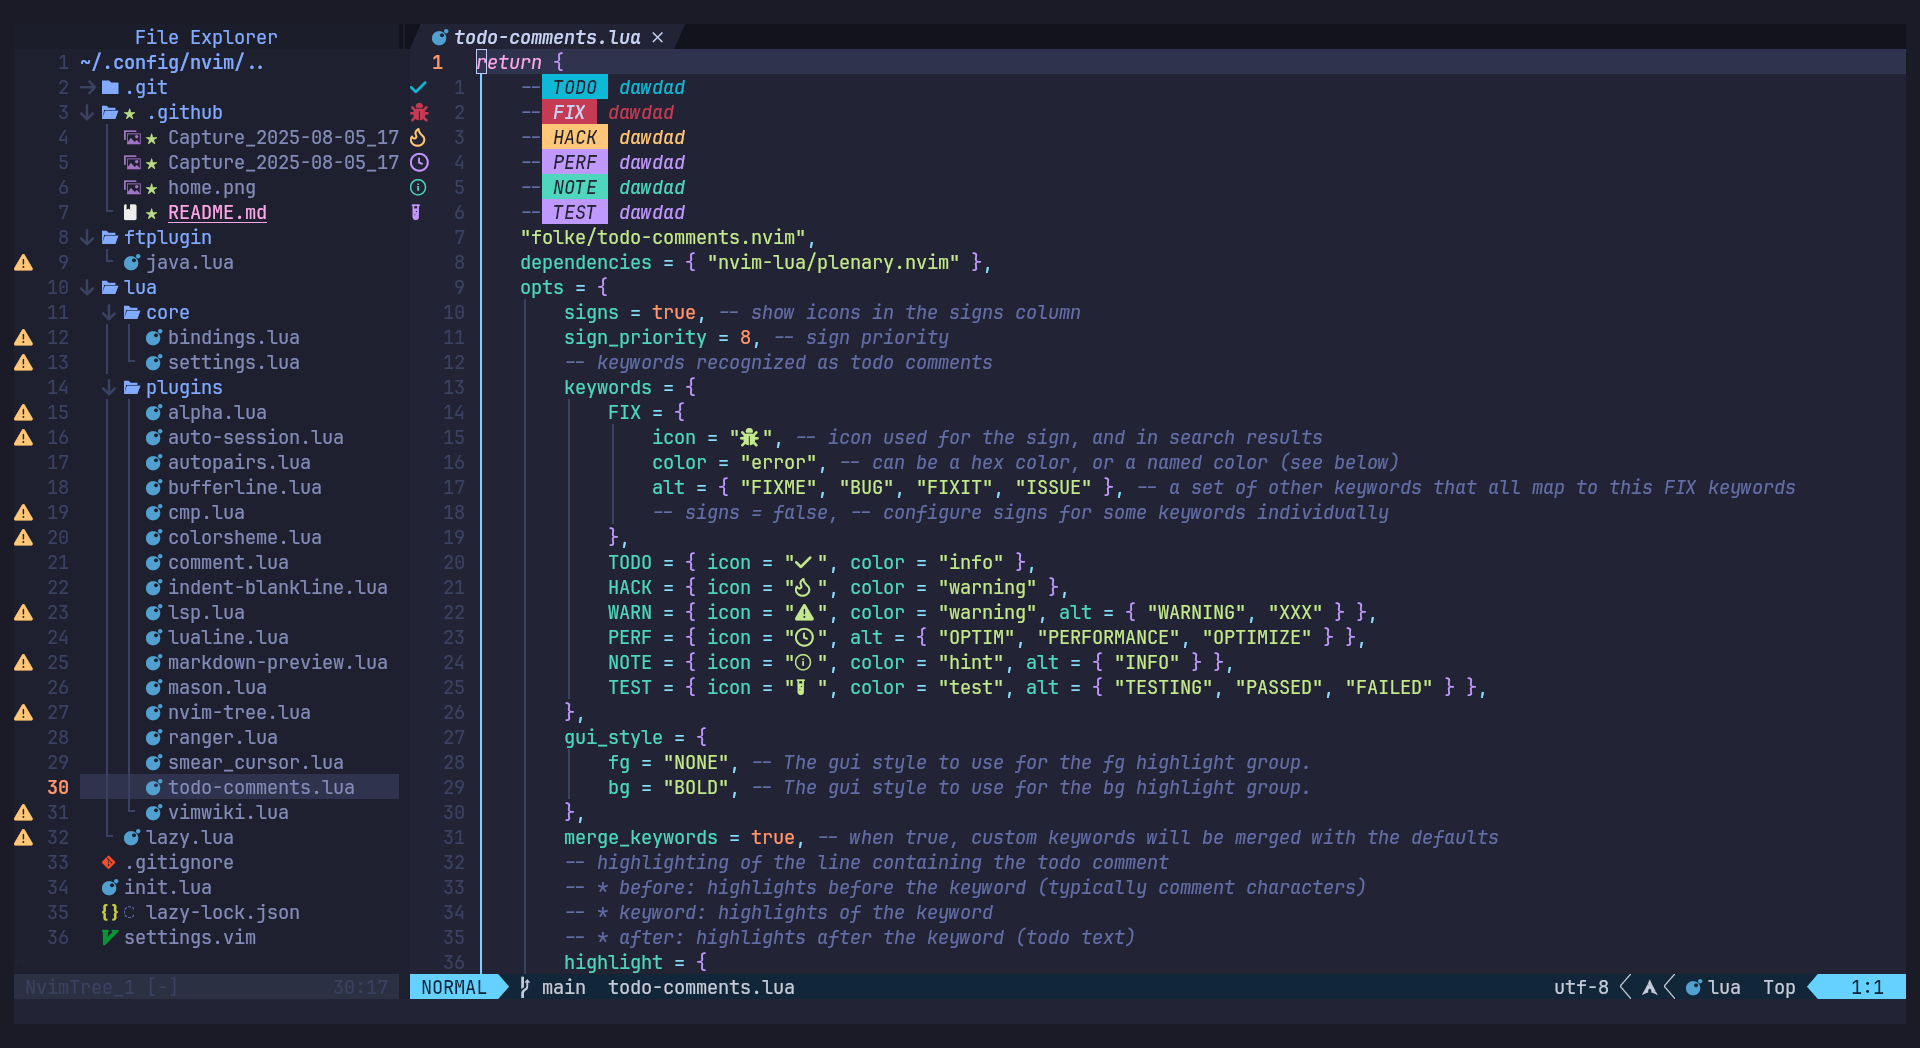 File Explorer
1 ~/.config/nvim/..
2 .git
3 .github
4 Capture_2025-08-05_17
5 Capture_2025-08-05_17
6 home.png
7 README.md
8 ftplugin
9 java.lua
10 lua
11 core
12 bindings.lua
13 settings.lua
14 plugins
15 alpha.lua
16 auto-session.lua
17 autopairs.lua
18 bufferline.lua
19 cmp.lua
20 colorsheme.lua
21 comment.lua
22 indent-blankline.lua
23 lsp.lua
24 lualine.lua
25 markdown-preview.lua
26 mason.lua
27 nvim-tree.lua
28 ranger.lua
29 smear_cursor.lua
30 todo-comments.lua
31 vimwiki.lua
32 lazy.lua
33 .gitignore
34 init.lua
35 {} lazy-lock.json
36 settings.vim
NvimTree_1 [-] 30:17
todo-comments.lua ×
1 return {
1 -- TODO dawdad
2 -- FIX dawdad
3 -- HACK dawdad
4 -- PERF dawdad
5 -- NOTE dawdad
6 -- TEST dawdad
7 "folke/todo-comments.nvim",
8 dependencies = { "nvim-lua/plenary.nvim" },
9 opts = {
10 signs = true, -- show icons in the signs column
11 sign_priority = 8, -- sign priority
12 -- keywords recognized as todo comments
13 keywords = {
14 FIX = {
15 icon = " ", -- icon used for the sign, and in search results
16 color = "error", -- can be a hex color, or a named color (see below)
17 alt = { "FIXME", "BUG", "FIXIT", "ISSUE" }, -- a set of other keywords that all map to this FIX keywords
18 -- signs = false, -- configure signs for some keywords individually
19 },
20 TODO = { icon = " ", color = "info" },
21 HACK = { icon = " ", color = "warning" },
22 WARN = { icon = " ", color = "warning", alt = { "WARNING", "XXX" } },
23 PERF = { icon = " ", alt = { "OPTIM", "PERFORMANCE", "OPTIMIZE" } },
24 NOTE = { icon = " ", color = "hint", alt = { "INFO" } },
25 TEST = { icon = " ", color = "test", alt = { "TESTING", "PASSED", "FAILED" } },
26 },
27 gui_style = {
28 fg = "NONE", -- The gui style to use for the fg highlight group.
29 bg = "BOLD", -- The gui style to use for the bg highlight group.
30 },
31 merge_keywords = true, -- when true, custom keywords will be merged with the defaults
32 -- highlighting of the line containing the todo comment
33 -- * before: highlights before the keyword (typically comment characters)
34 -- * keyword: highlights of the keyword
35 -- * after: highlights after the keyword (todo text)
36 highlight = {
NORMAL main todo-comments.lua utf-8 lua Top 1:1